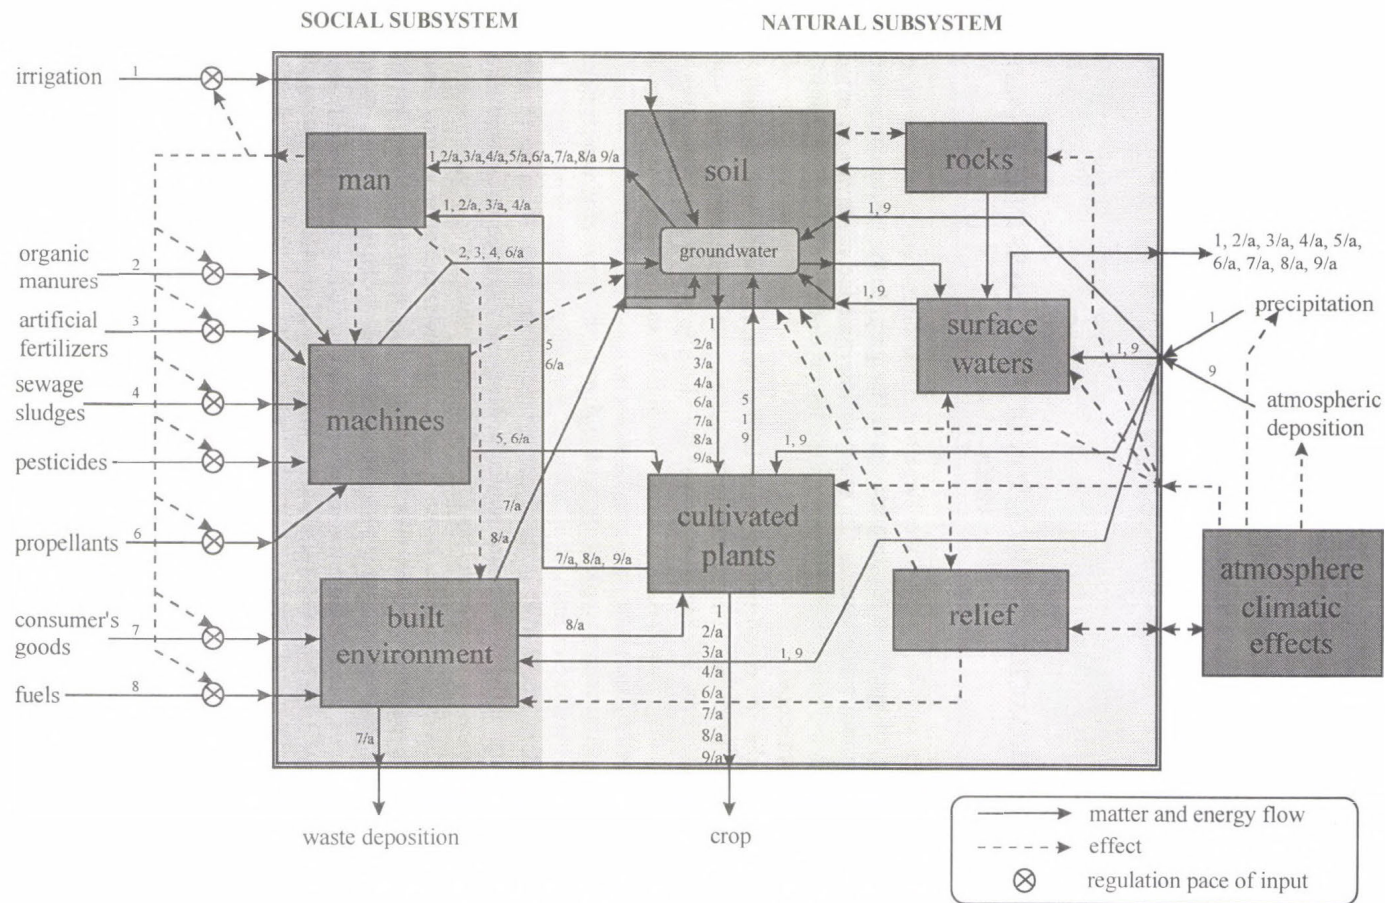 SOCIAL SUBSYSTEM
NATURAL SUBSYSTEM
irrigation
1
man
1,2/a,3/a,4/a,5/a,6/a,7/a,8/a 9/a
1, 2/a, 3/a, 4/a
soil
groundwater
rocks
1, 9
1, 9
1, 2/a, 3/a, 4/a, 5/a,
6/a, 7/a, 8/a, 9/a
organic
manures
2
2, 3, 4, 6/a
artificial
fertilizers
3
surface
waters
1, 9
1
precipitation
9
atmospheric
deposition
sewage
sludges
4
machines
5
6/a
1
2/a
3/a
4/a
6/a
7/a
8/a
9/a
5
1
9
1, 9
pesticides
5, 6/a
propellants
6
7/a
8/a
7/a, 8/a, 9/a
cultivated
plants
relief
atmosphere
climatic
effects
consumer's
goods
7
built
environment
8/a
1, 9
fuels
8
1
2/a
3/a
4/a
6/a
7/a
8/a
9/a
7/a
waste deposition
crop
matter and energy flow
effect
regulation pace of input